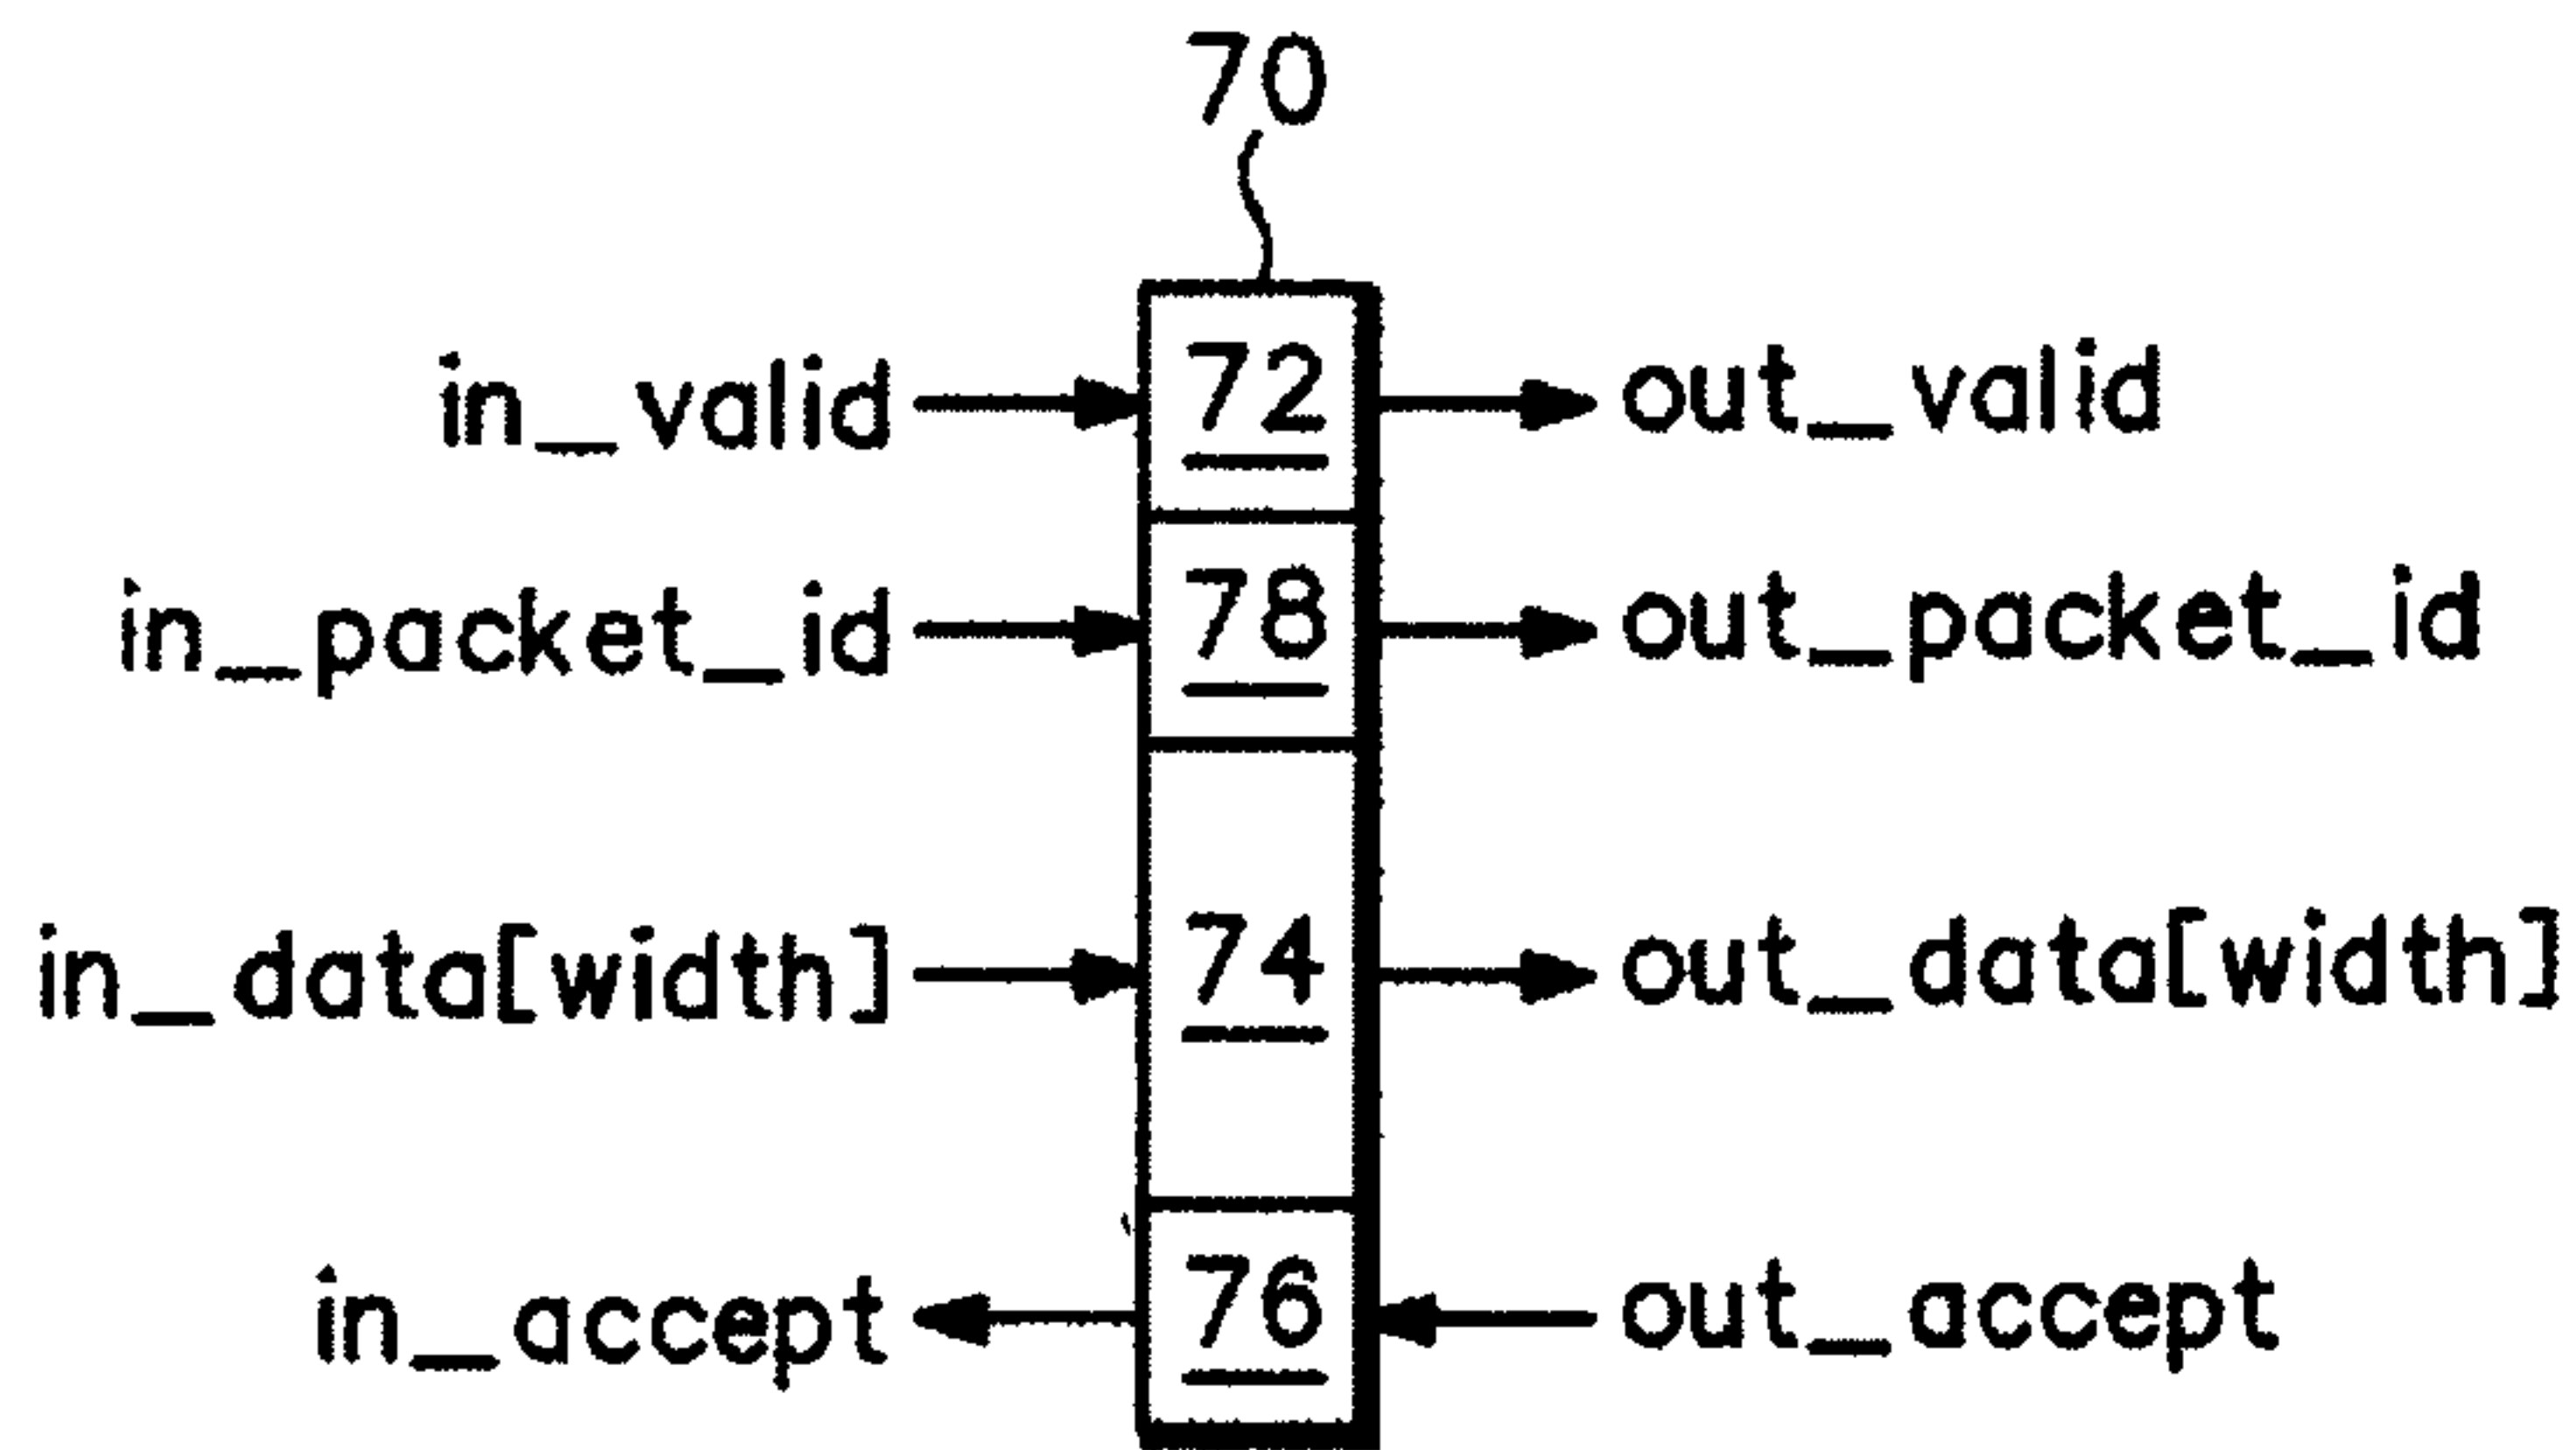 70
in_valid 72 out_valid
in_packet_id 78 out_packet_id
in_data[width] 74 out_data[width]
in_accept 76 out_accept